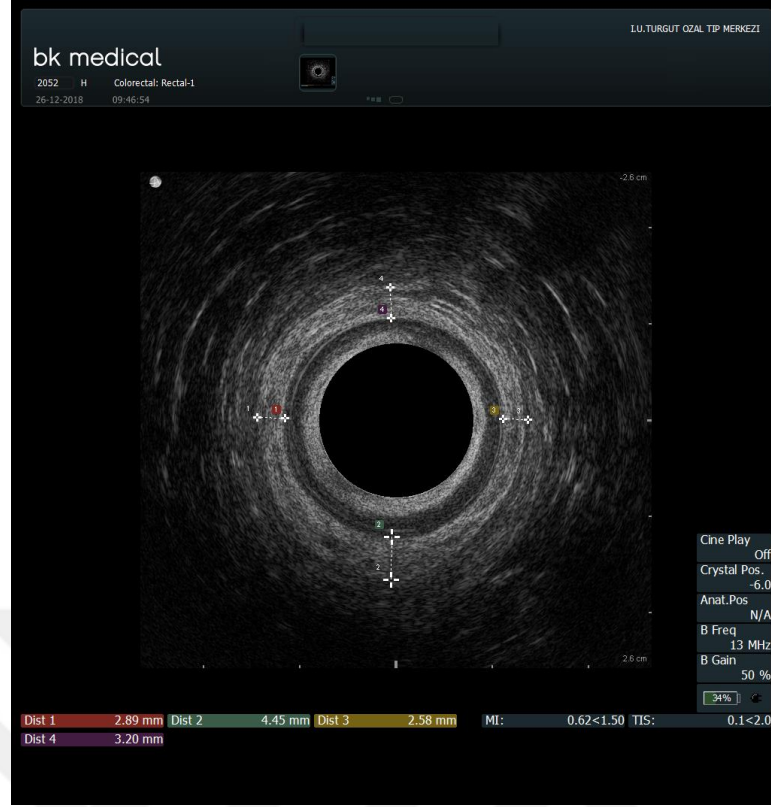 I.U.TURGUT OZAL TIP MERKEZI
bk medical
2052 H Colorectal: Rectal-1
26-12-2018 09:46:54
-2.6 cm
4
4
1 1 3 3
2
2
2.6 cm
Cine Play
Off
Crystal Pos.
-6.0
Anat.Pos
N/A
B Freq
13 MHz
B Gain
50 %
34%
Dist 1 2.89 mm Dist 2 4.45 mm Dist 3 2.58 mm MI: 0.62<1.50 TIS: 0.1<2.0
Dist 4 3.20 mm